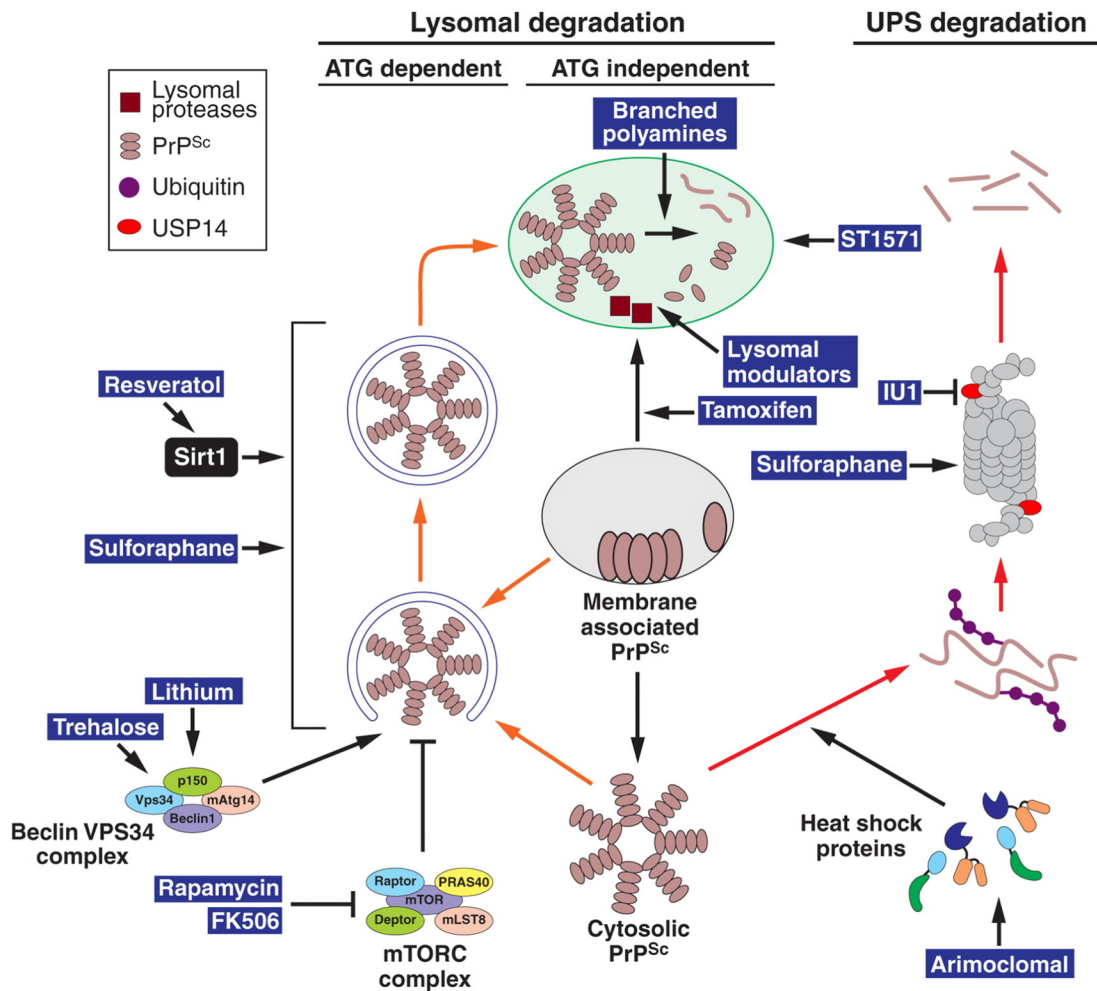 Lysomal degradation
UPS degradation
ATG dependent
ATG independent
Lysomal
proteases
PrPSc
Ubiquitin
USP14
Branched
polyamines
ST1571
Lysomal
modulators
Tamoxifen
IU1
Sulforaphane
Resveratol
Sirt1
Sulforaphane
Membrane
associated
PrPSc
Lithium
Trehalose
p150
Vps34
mAtg14
Beclin1
Beclin VPS34
complex
Rapamycin
FK506
Raptor
PRAS40
mTOR
Deptor
mLST8
mTORC
complex
Cytosolic
PrPSc
Heat shock
proteins
Arimoclomal